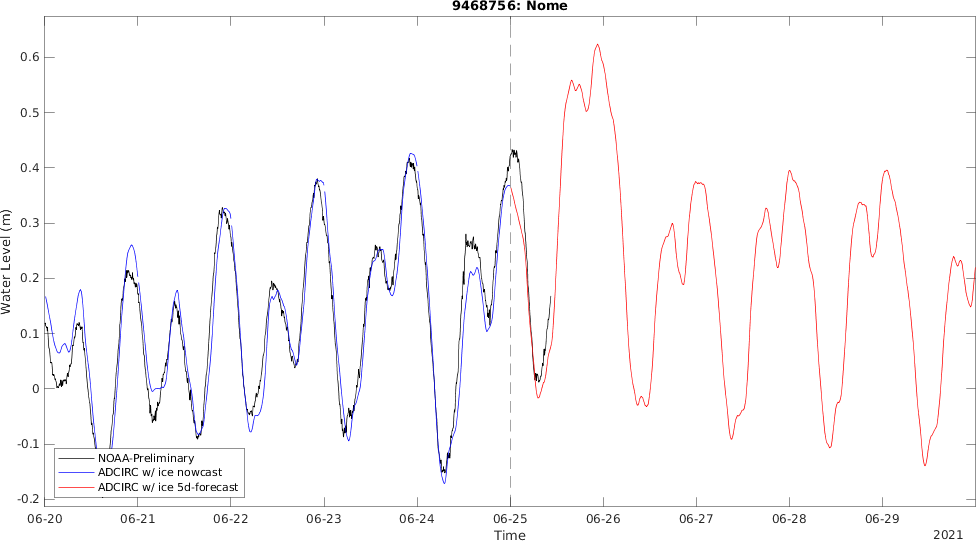 9468756: Nome
Water Level (m)
0.6
0.5
0.4
0.3
0.2
0.1
0
-0.1
-0.2
NOAA-Preliminary
ADCIRC w/ ice nowcast
ADCIRC w/ ice 5d-forecast
06-20 06-21 06-22 06-23 06-24 06-25 06-26 06-27 06-28 06-29
Time
2021